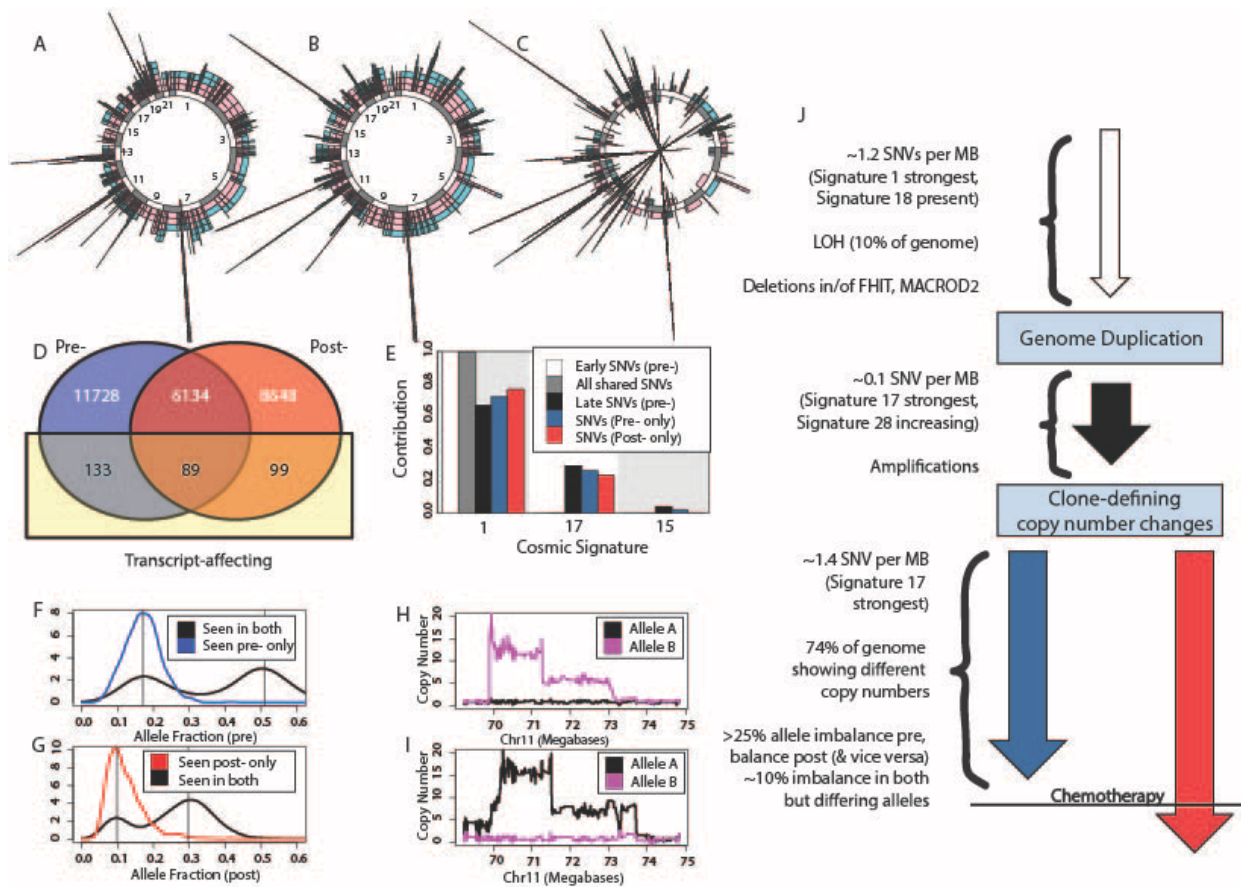 A
B
C
19 21 1
17
15
13
11
9
7
5
3
19 21 1
17
15
13
11
9
7
5
3
D
Pre-
Post-
11728
6134
8648
133
89
99
Transcript-affecting
E
Contribution
0.0 0.2 0.4 0.6 0.8 1.0
Early SNVs (pre-)
All shared SNVs
Late SNVs (pre-)
SNVs (Pre- only)
SNVs (Post- only)
1 17 15
Cosmic Signature
F
8
6
4
2
0
Seen in both
Seen pre- only
0.0 0.1 0.2 0.3 0.4 0.5 0.6
Allele Fraction (pre)
G
10
8
6
4
2
0
Seen post- only
Seen in both
0.0 0.1 0.2 0.3 0.4 0.5 0.6
Allele Fraction (post)
H
Copy Number
0 5 10 15 20
Allele A
Allele B
70 71 72 73 74 75
Chr11 (Megabases)
I
Copy Number
0 5 10 15 20
Allele A
Allele B
70 71 72 73 74 75
Chr11 (Megabases)
J
~1.2 SNVs per MB
(Signature 1 strongest,
Signature 18 present)
LOH (10% of genome)
Deletions in/of FHIT, MACROD2
Genome Duplication
~0.1 SNV per MB
(Signature 17 strongest,
Signature 28 increasing)
Amplifications
Clone-defining
copy number changes
~1.4 SNV per MB
(Signature 17
strongest)
74% of genome
showing different
copy numbers
>25% allele imbalance pre,
balance post (& vice versa)
~10% imbalance in both
but differing alleles
Chemotherapy